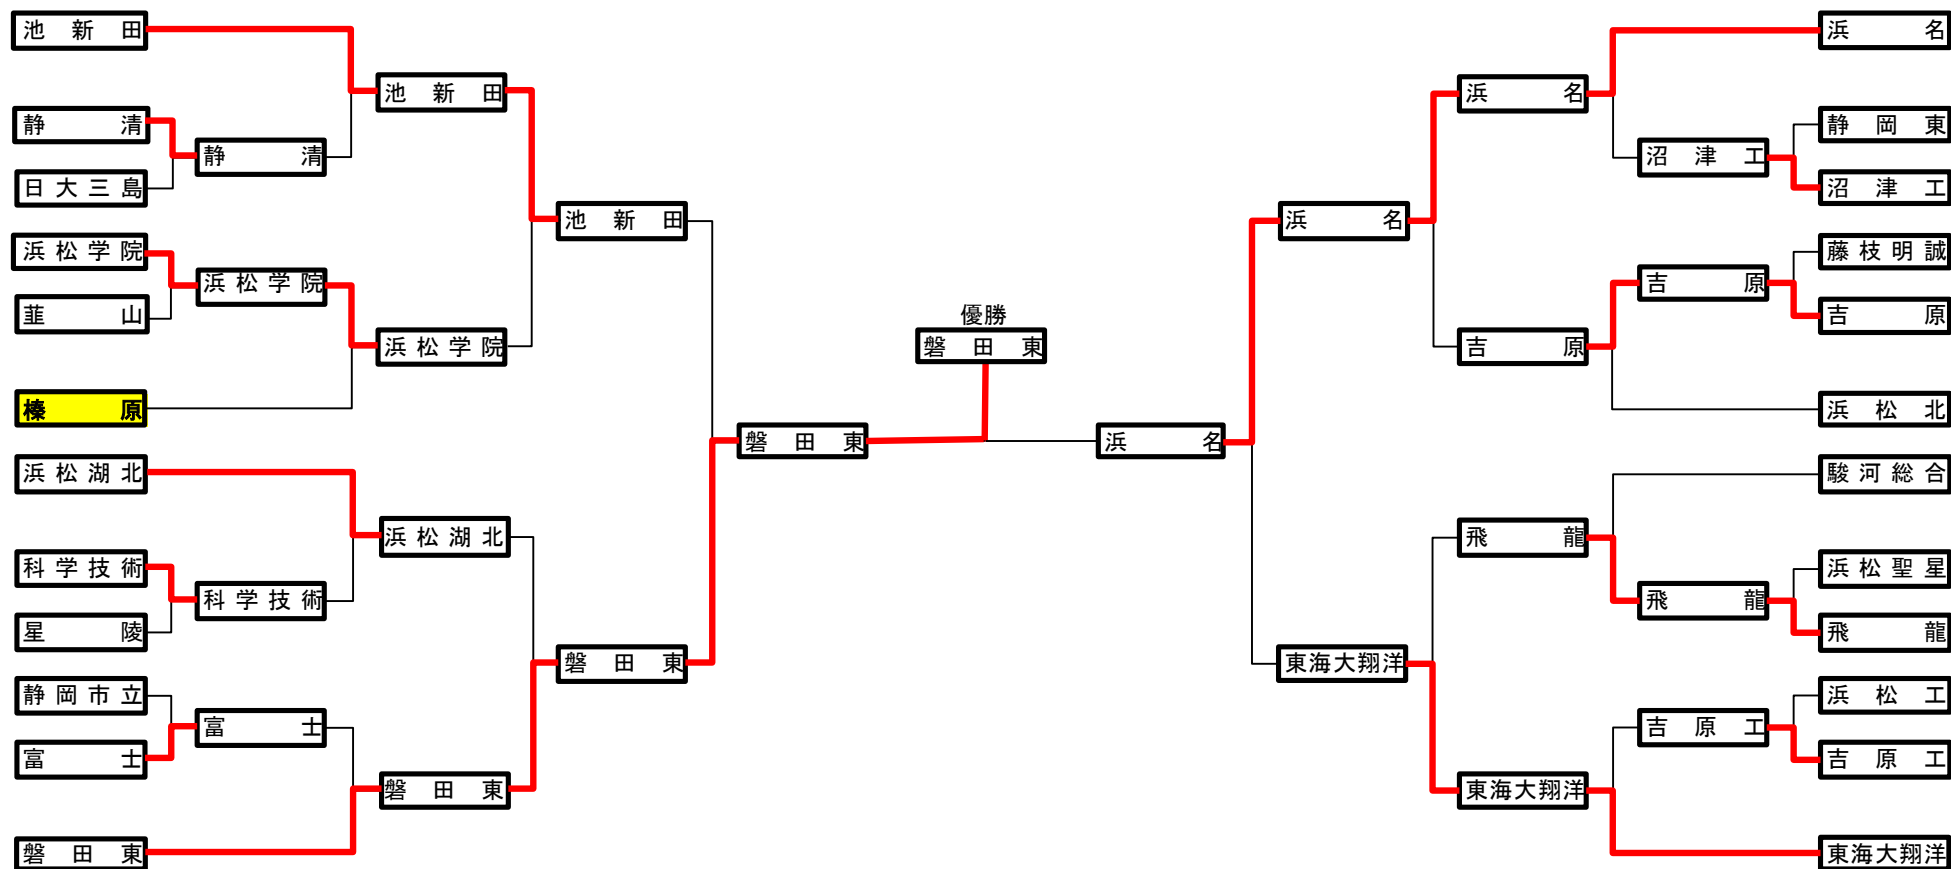 池新田
静清
日大三島
浜松学院
韮山
榛原
浜松湖北
科学技術
星陵
静岡市立
富士
磐田東
静清
浜松学院
科学技術
富士
池新田
浜松学院
浜松湖北
磐田東
池新田
磐田東
磐田東
優勝
磐田東
浜名
浜名
東海大翔洋
浜名
吉原
飛龍
東海大翔洋
沼津工
吉原
飛龍
吉原工
浜名
静岡東
沼津工
藤枝明誠
吉原
浜松北
駿河総合
浜松聖星
飛龍
浜松工
吉原工
東海大翔洋